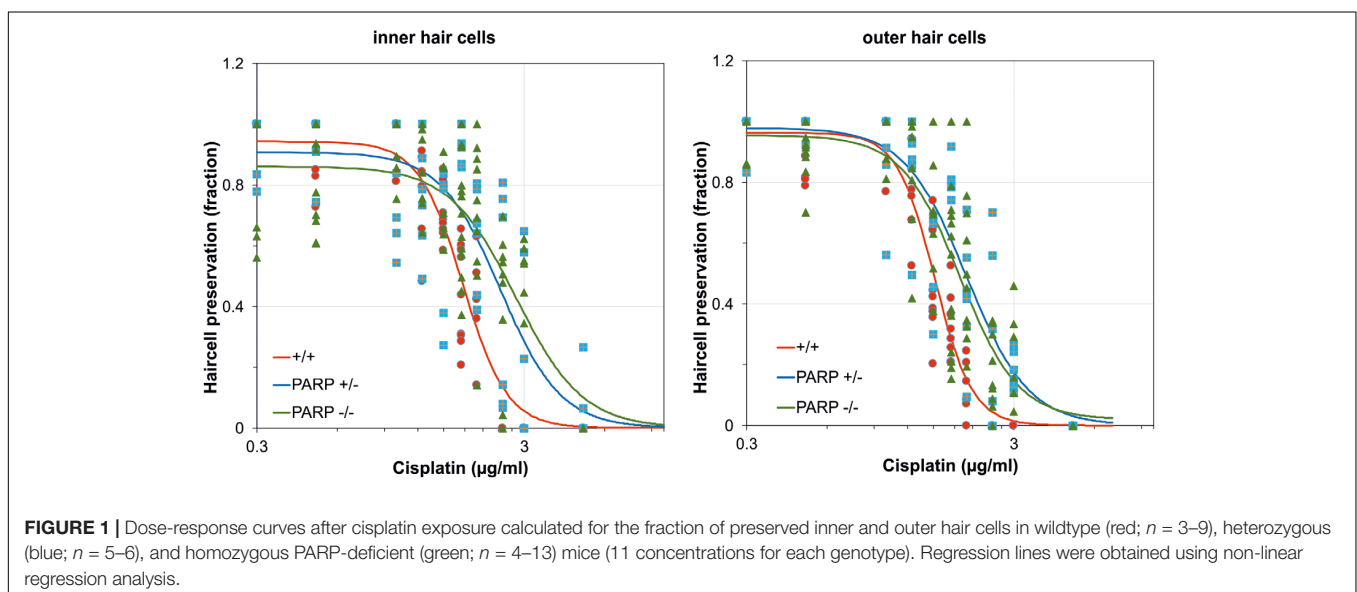 inner hair cells
1.2
0.8
0.4
0
Haircell preservation (fraction)
+/+
PARP +/-
PARP -/-
0.3
3
Cisplatin (µg/ml)
outer hair cells
1.2
0.8
0.4
0
Haircell preservation (fraction)
+/+
PARP +/-
PARP -/-
0.3
3
Cisplatin (µg/ml)
FIGURE 1 | Dose-response curves after cisplatin exposure calculated for the fraction of preserved inner and outer hair cells in wildtype (red; n = 3–9), heterozygous
(blue; n = 5–6), and homozygous PARP-deficient (green; n = 4–13) mice (11 concentrations for each genotype). Regression lines were obtained using non-linear
regression analysis.